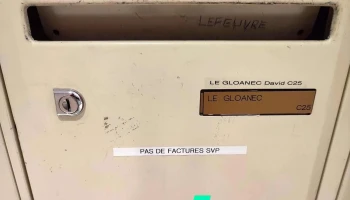 LEFEUVRE
LE GLOANEC David C25
LE GLOANEC
C25
PAS DE FACTURES SVP